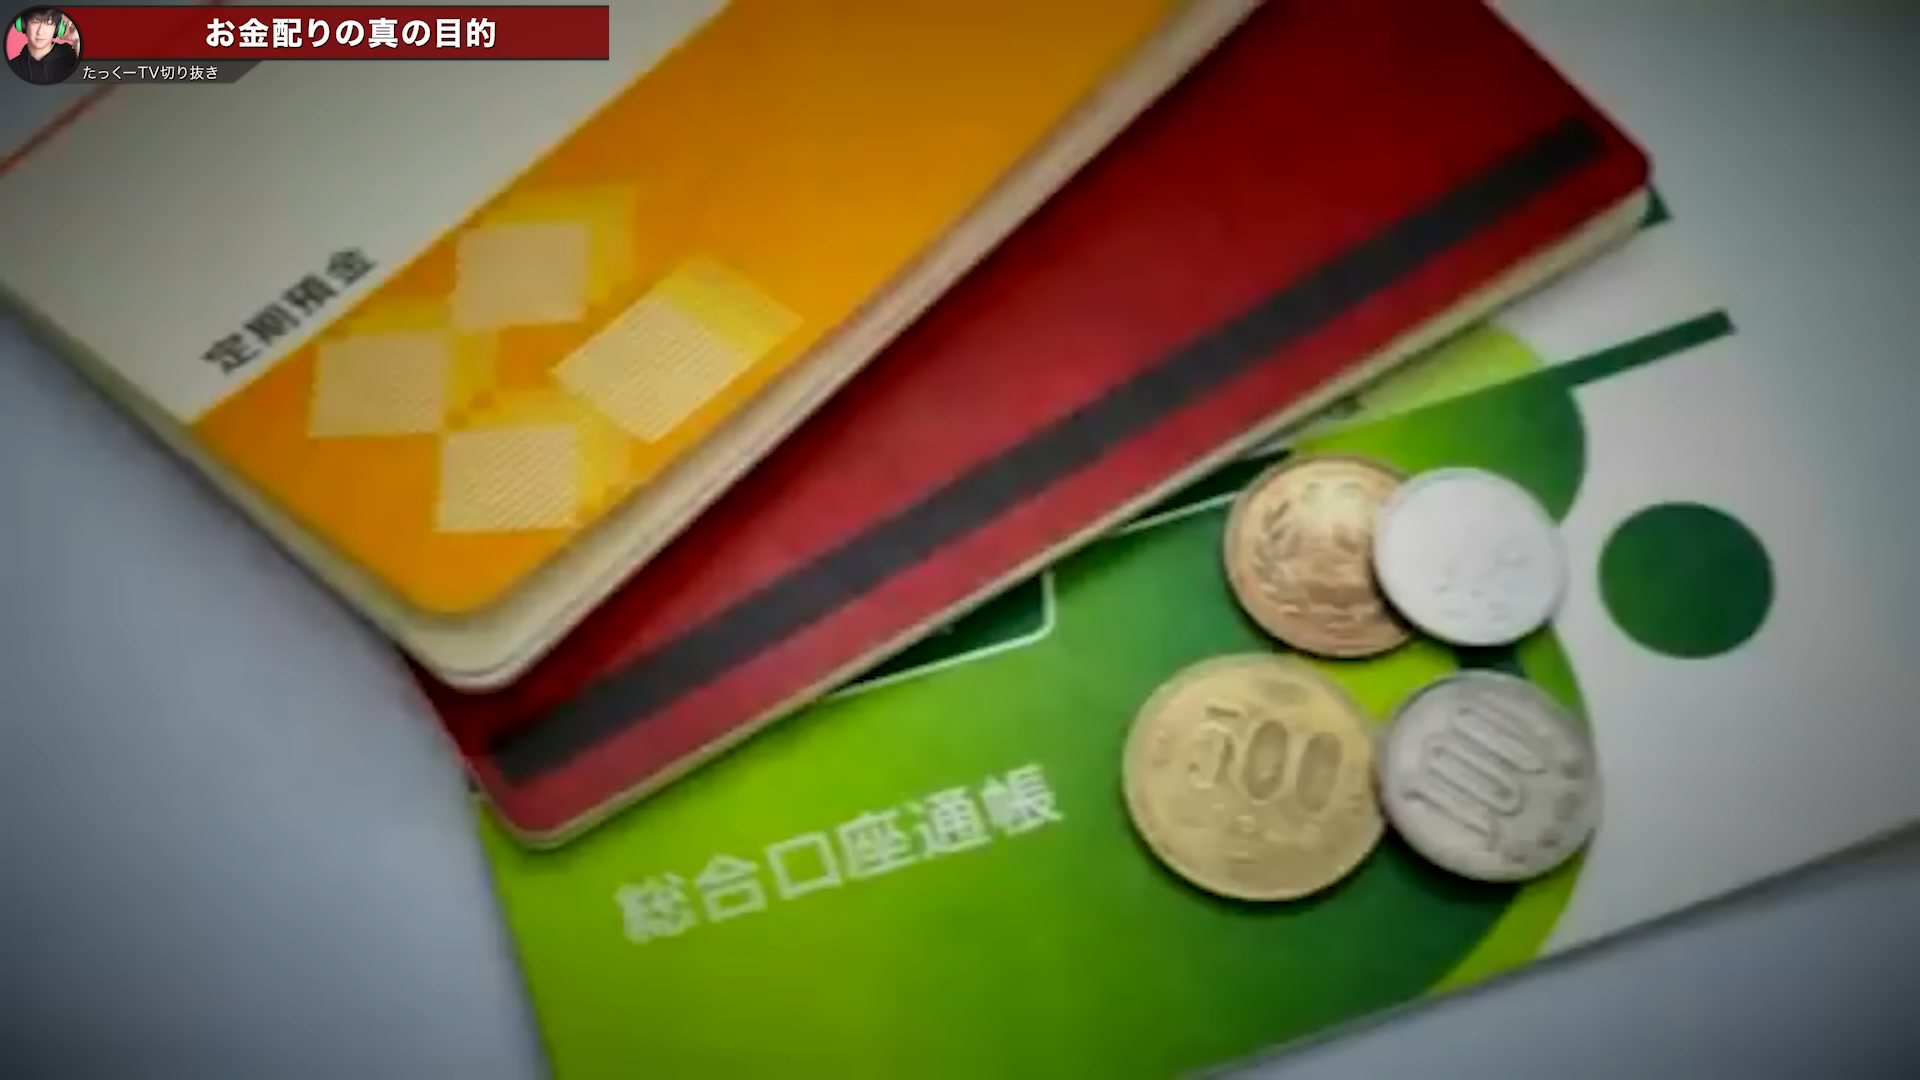 お金配りの真の目的
たっくーTV切り抜き
定期預金
総合口座通帳
500
100